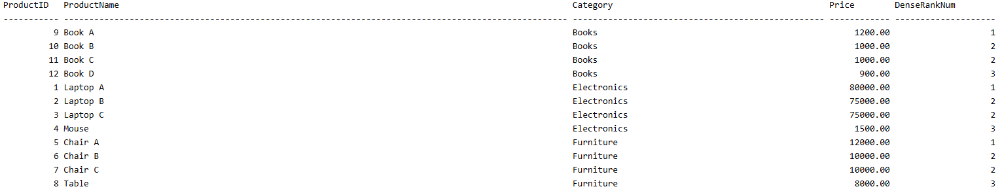 ProductID ProductName Category Price DenseRankNum
----------- ---------------------------------------------------------------------------------------------------- -------------------------------------------------- ------------ --------------------
9 Book A Books 1200.00 1
10 Book B Books 1000.00 2
11 Book C Books 1000.00 2
12 Book D Books 900.00 3
1 Laptop A Electronics 80000.00 1
2 Laptop B Electronics 75000.00 2
3 Laptop C Electronics 75000.00 2
4 Mouse Electronics 1500.00 3
5 Chair A Furniture 12000.00 1
6 Chair B Furniture 10000.00 2
7 Chair C Furniture 10000.00 2
8 Table Furniture 8000.00 3